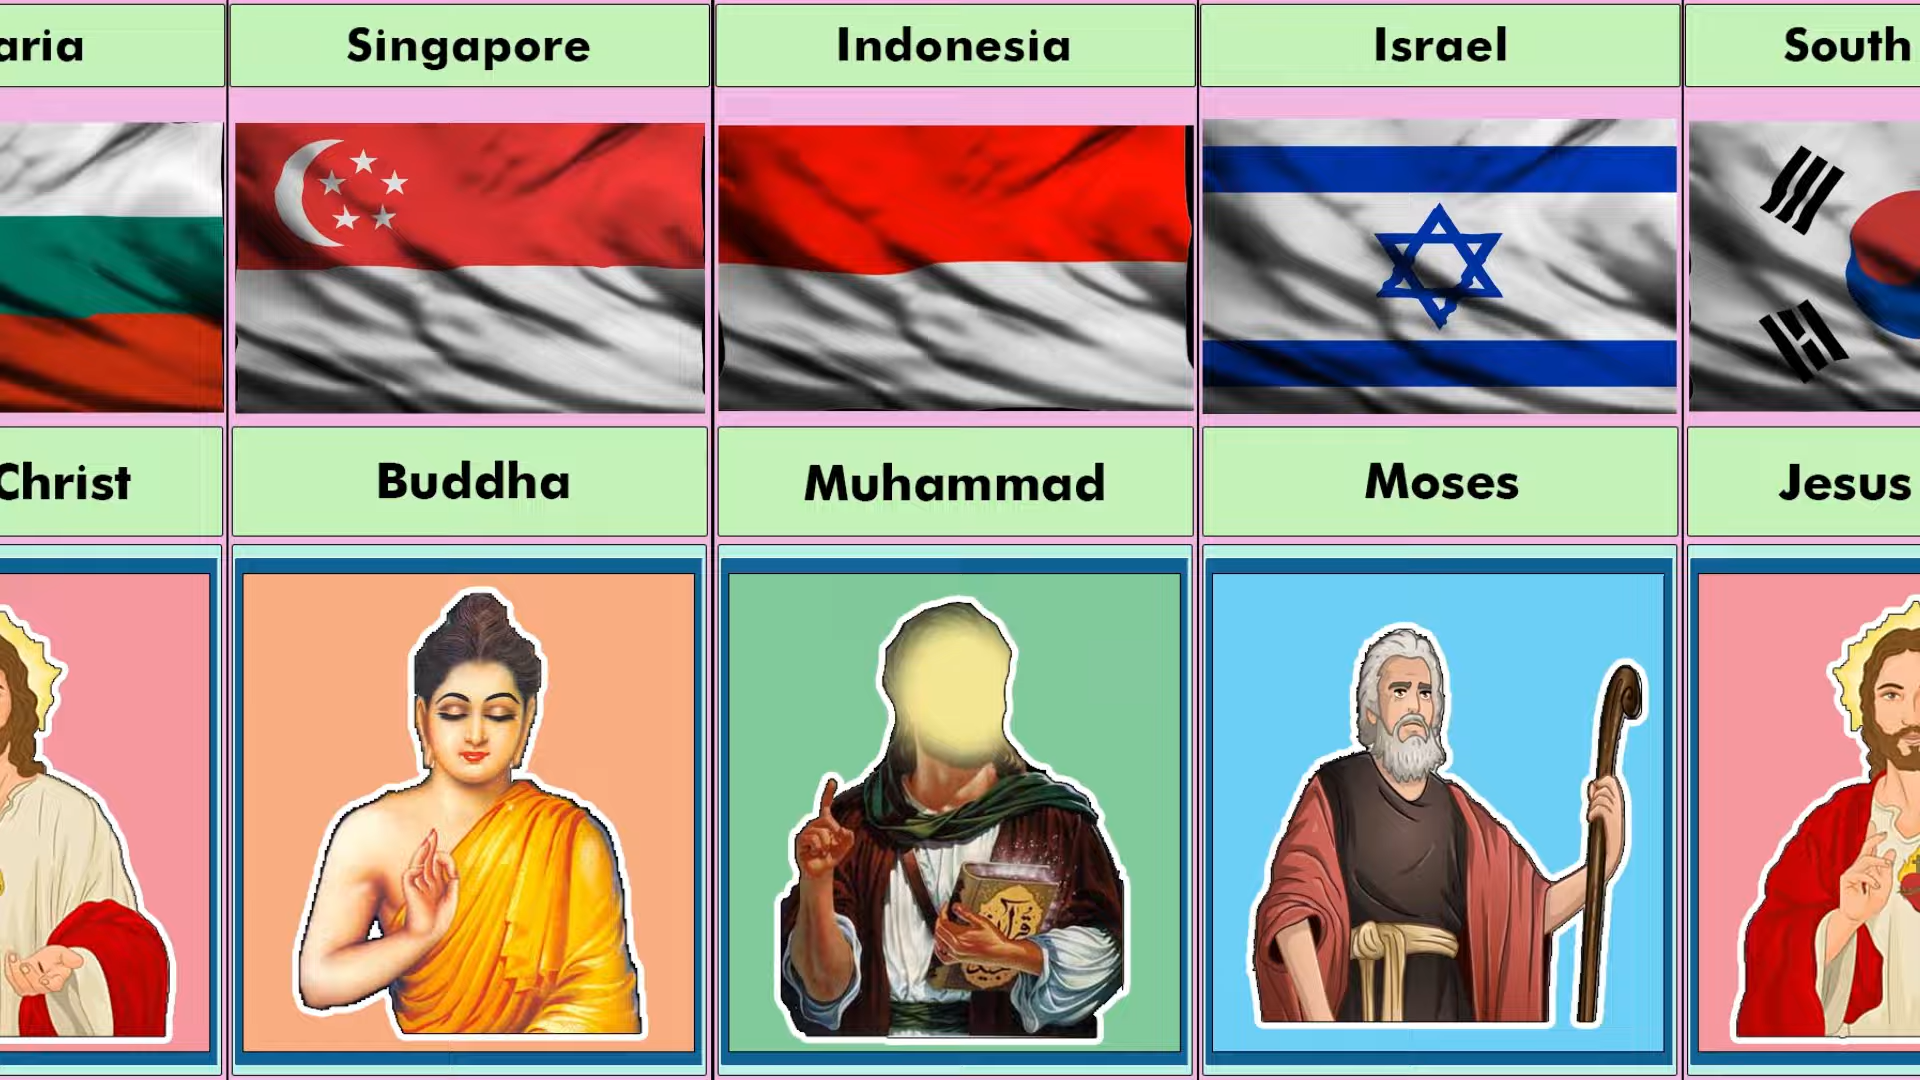 aria
Singapore
Indonesia
Israel
South
Christ
Buddha
Muhammad
Moses
Jesus